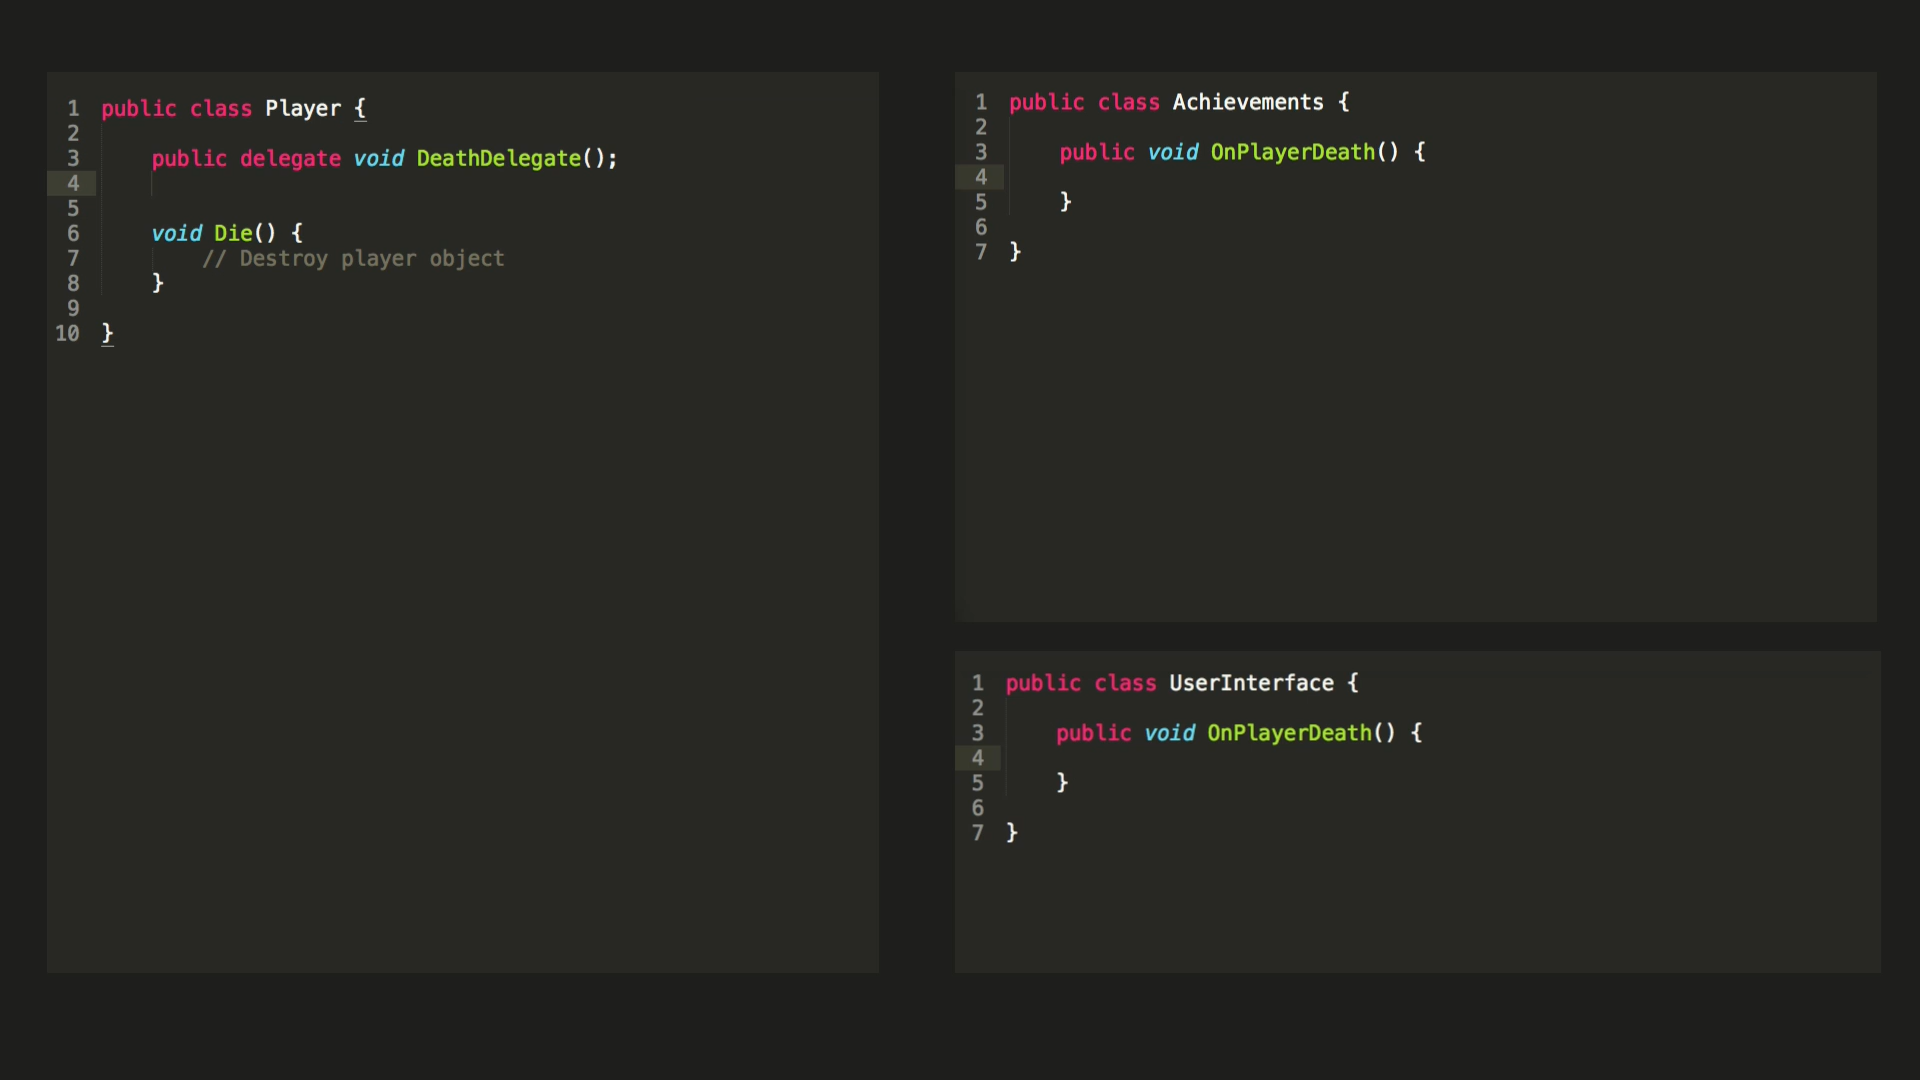 1 public class Player {
2
3 public delegate void DeathDelegate();
4
5
6 void Die() {
7 // Destroy player object
8 }
9
10 }
1 public class Achievements {
2
3 public void OnPlayerDeath() {
4
5 }
6
7 }
1 public class UserInterface {
2
3 public void OnPlayerDeath() {
4
5 }
6
7 }